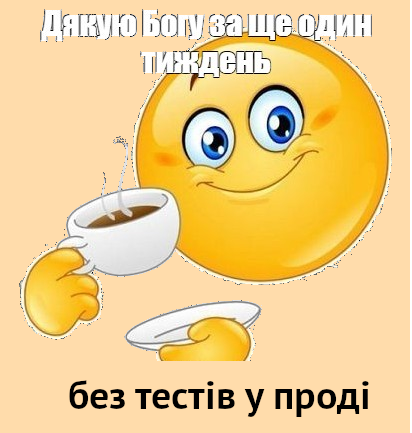 Дякую Богу за ще один
тиждень
без тестів у проді